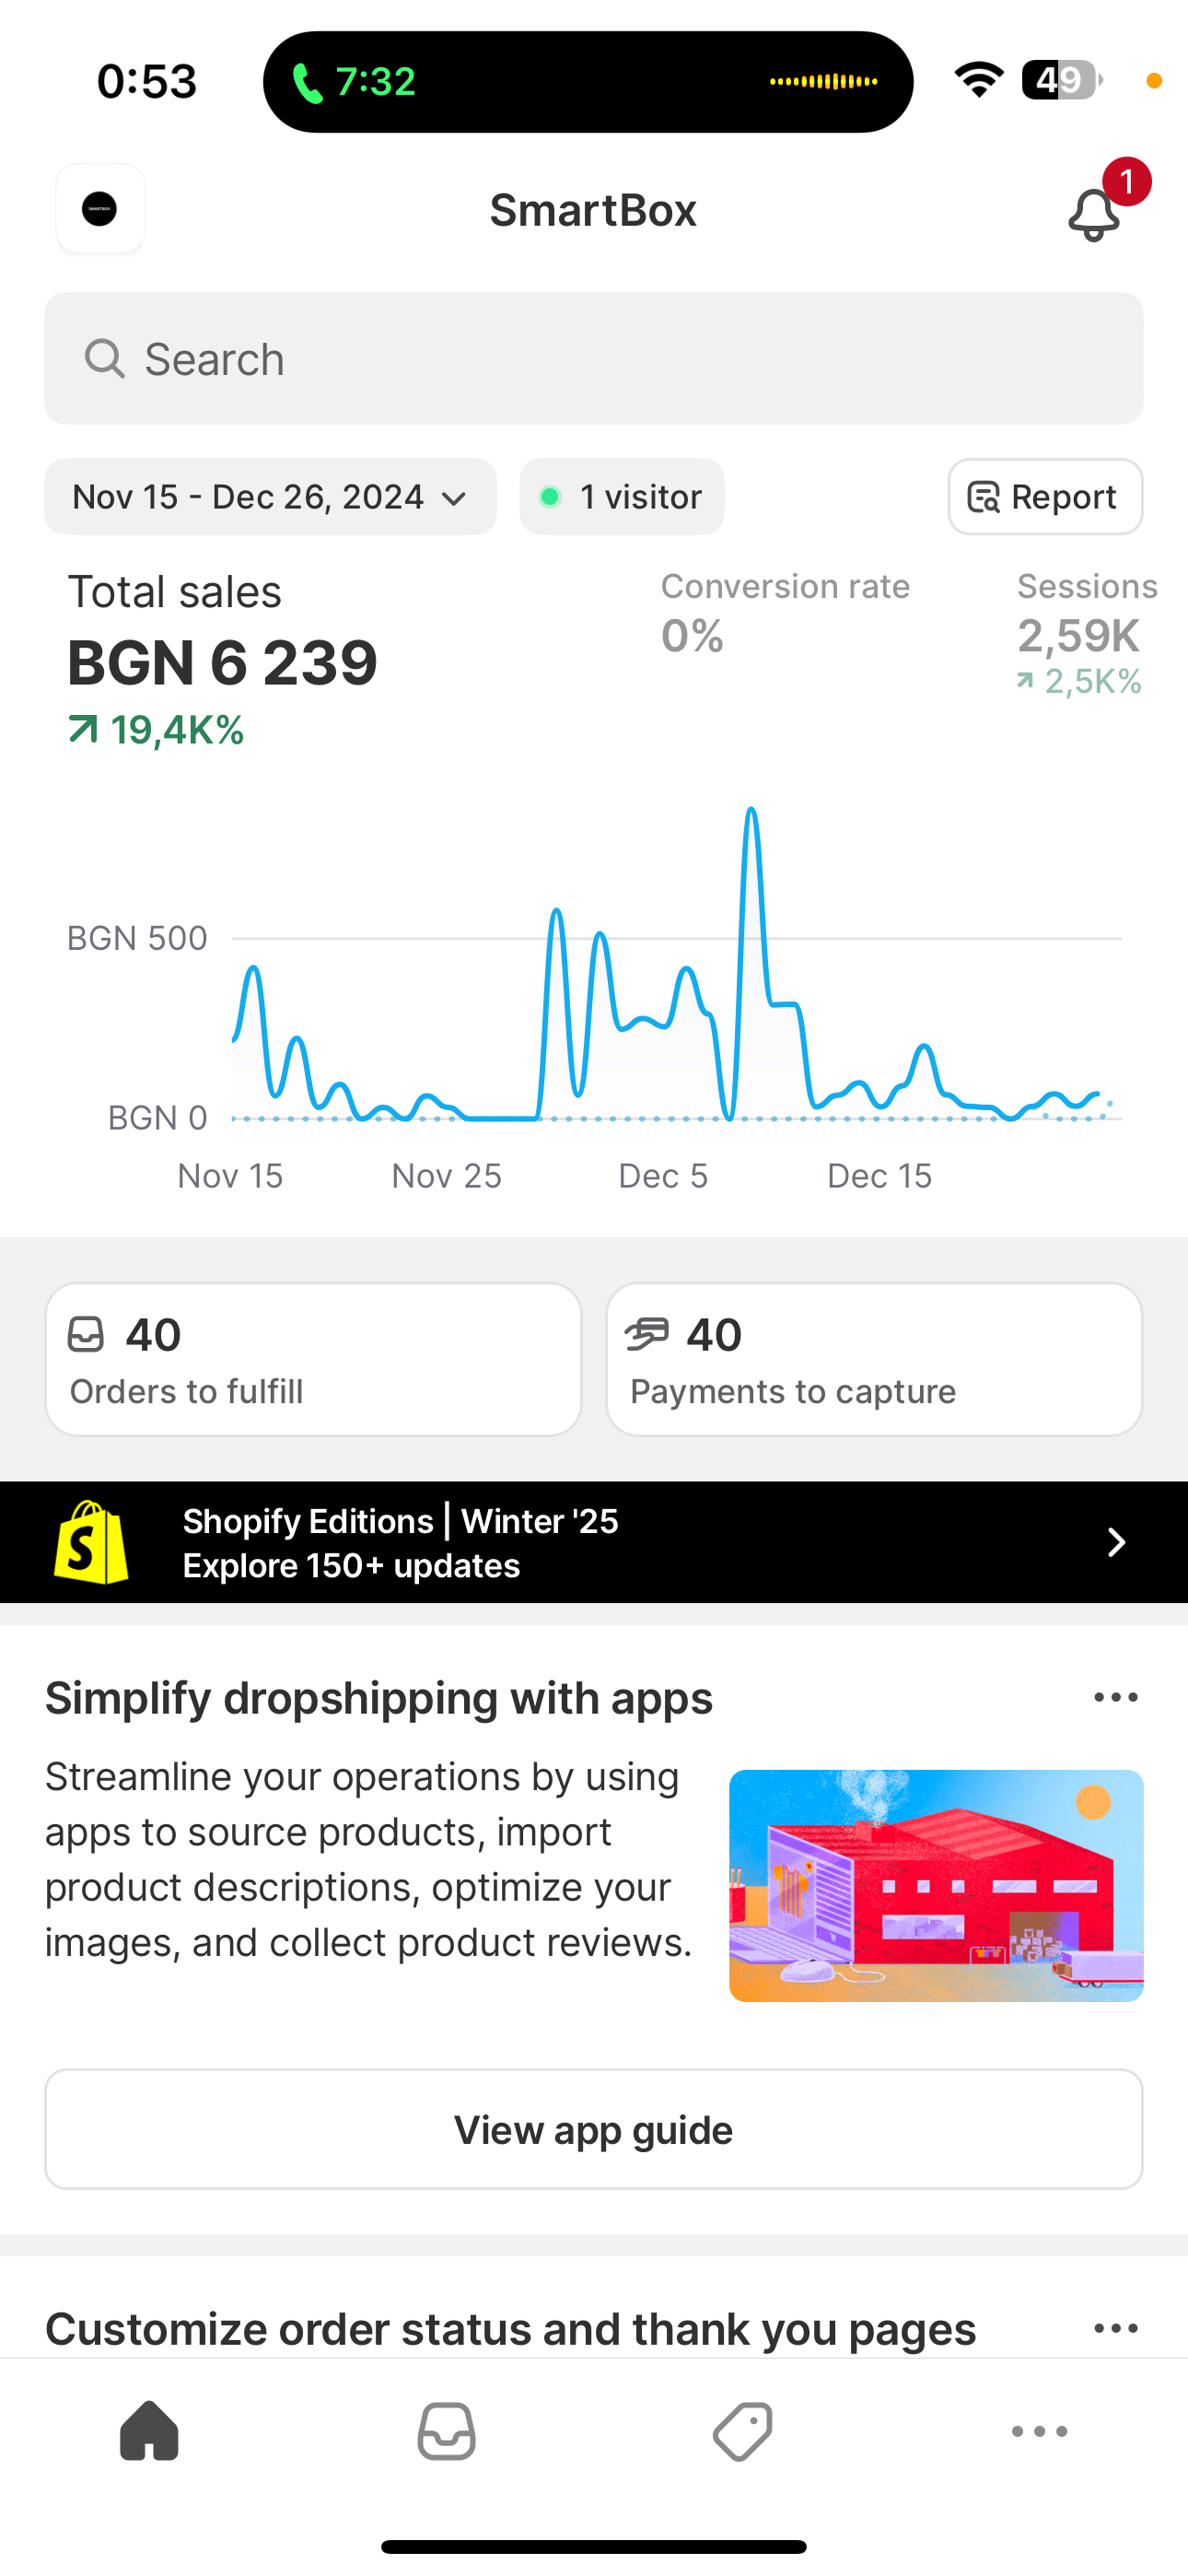 0:53
7:32
49
SMARTBOX
SmartBox
1
Search
Nov 15 - Dec 26, 2024
1 visitor
Report
Total sales
BGN 6 239
19,4K%
Conversion rate
0%
Sessions
2,59K
2,5K%
BGN 500
BGN 0
Nov 15
Nov 25
Dec 5
Dec 15
40
Orders to fulfill
40
Payments to capture
S
Shopify Editions | Winter '25
Explore 150+ updates
Simplify dropshipping with apps
Streamline your operations by using
apps to source products, import
product descriptions, optimize your
images, and collect product reviews.
View app guide
Customize order status and thank you pages